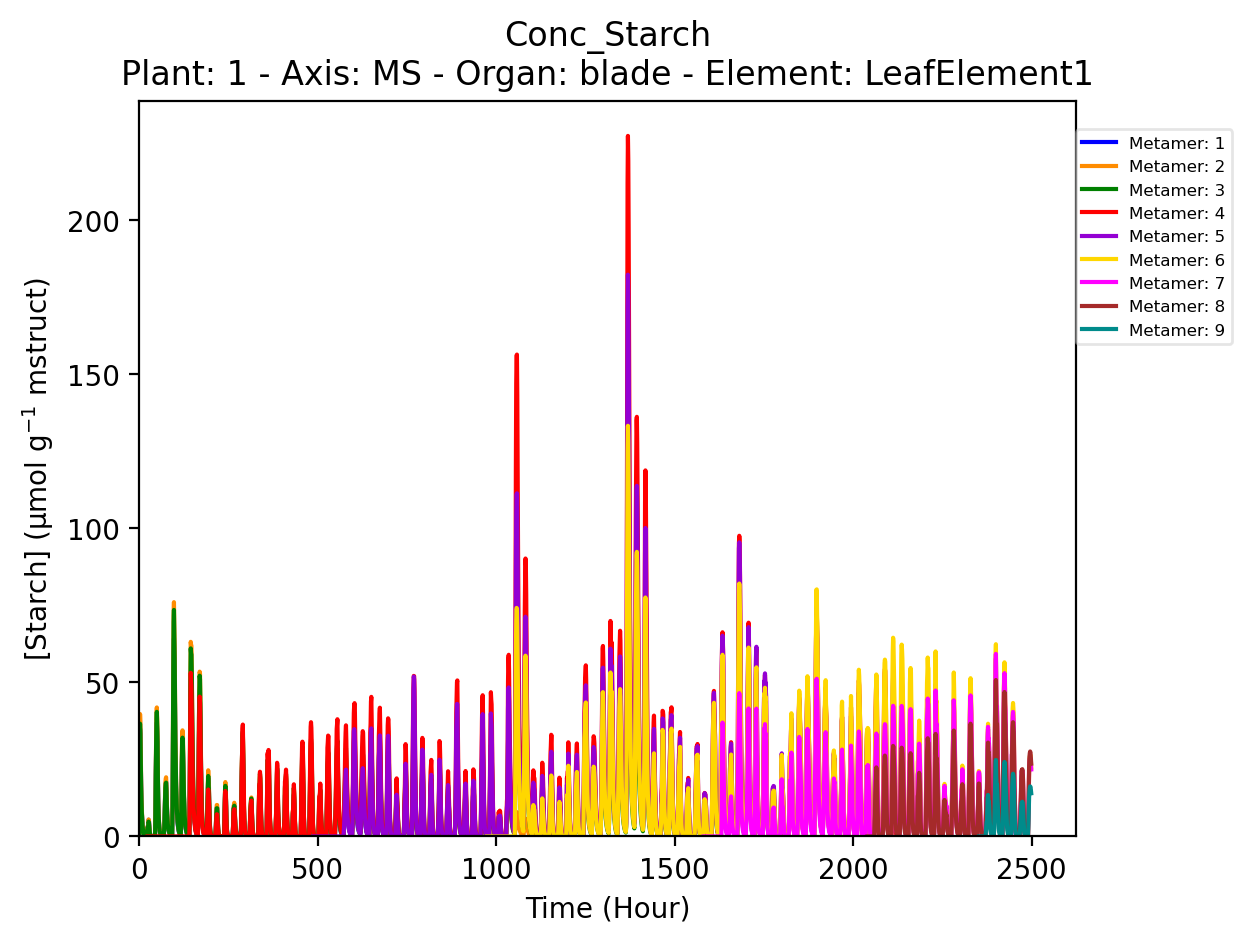 Conc_Starch
Plant: 1 - Axis: MS - Organ: blade - Element: LeafElement1
[Starch] (µmol g⁻¹ mstruct)
200
150
100
50
0
0 500 1000 1500 2000 2500
Time (Hour)
Metamer: 1
Metamer: 2
Metamer: 3
Metamer: 4
Metamer: 5
Metamer: 6
Metamer: 7
Metamer: 8
Metamer: 9